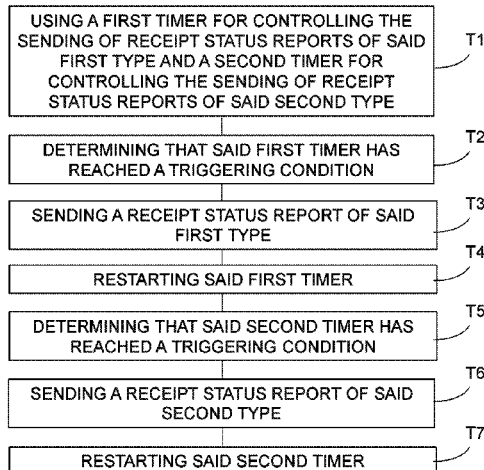 USING A FIRST TIMER FOR CONTROLLING THE
SENDING OF RECEIPT STATUS REPORTS OF SAID
FIRST TYPE AND A SECOND TIMER FOR
CONTROLLING THE SENDING OF RECEIPT
STATUS REPORTS OF SAID SECOND TYPE
T1
DETERMINING THAT SAID FIRST TIMER HAS
REACHED A TRIGGERING CONDITION
T2
SENDING A RECEIPT STATUS REPORT OF SAID
FIRST TYPE
T3
RESTARTING SAID FIRST TIMER
T4
DETERMINING THAT SAID SECOND TIMER HAS
REACHED A TRIGGERING CONDITION
T5
SENDING A RECEIPT STATUS REPORT OF SAID
SECOND TYPE
T6
RESTARTING SAID SECOND TIMER
T7